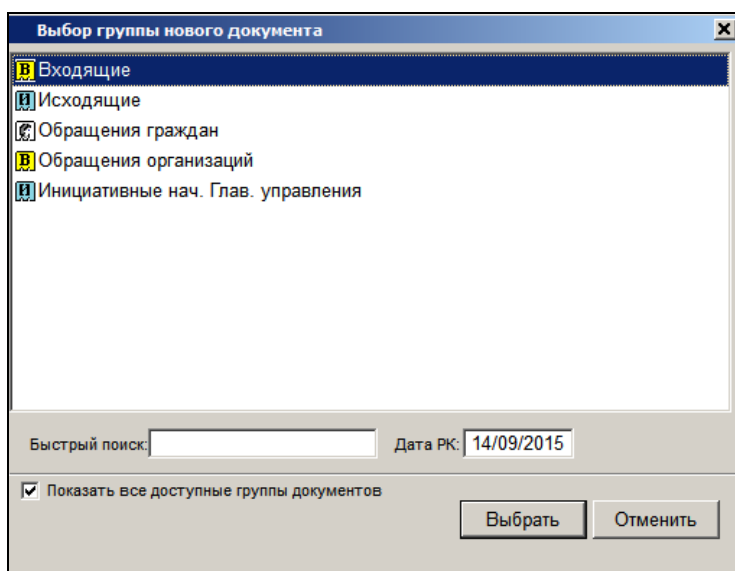 Выбор группы нового документа
В Входящие
И Исходящие
Обращения граждан
В Обращения организаций
И Инициативные нач. Глав. управления
Быстрый поиск: Дата РК: 14/09/2015
Показать все доступные группы документов
Выбрать Отменить